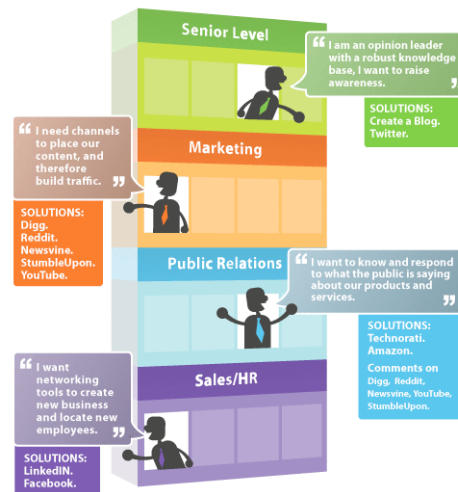 Senior Level
“ I am an opinion leader
with a robust knowledge
base, I want to raise
awareness. ”
SOLUTIONS:
Create a Blog.
Twitter.
Marketing
“ I need channels
to place our
content, and
therefore
build traffic. ”
SOLUTIONS:
Digg.
Reddit.
Newsvine.
StumbleUpon.
YouTube.
Public Relations
“ I want to know and respond
to what the public is saying
about our products and
services. ”
SOLUTIONS:
Technorati.
Amazon.
Comments on
Digg, Reddit,
Newsvine, YouTube,
StumbleUpon.
Sales/HR
“ I want
networking
tools to create
new business
and locate new
employees. ”
SOLUTIONS:
LinkedIN.
Facebook.